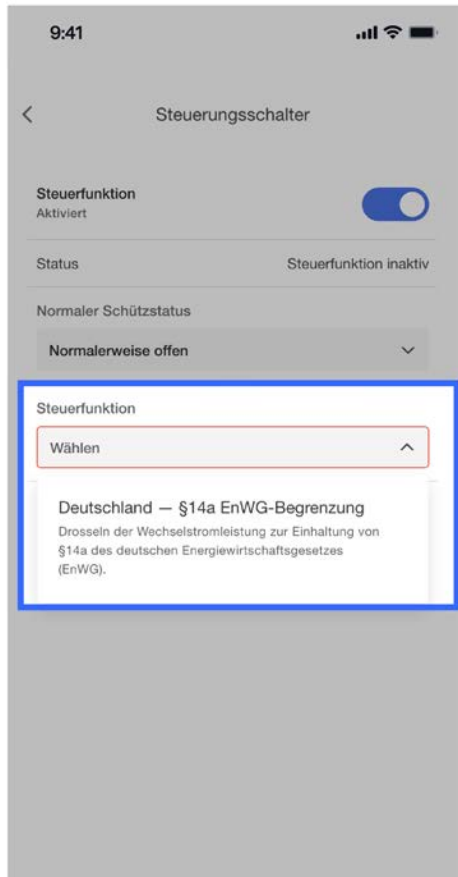 9:41
Steuerungsschalter
Steuerfunktion
Aktiviert
Status
Steuerfunktion inaktiv
Normaler Schützstatus
Normalerweise offen
Steuerfunktion
Wählen
Deutschland — §14a EnWG-Begrenzung
Drosseln der Wechselstromleistung zur Einhaltung von
§14a des deutschen Energiewirtschaftsgesetzes
(EnWG).